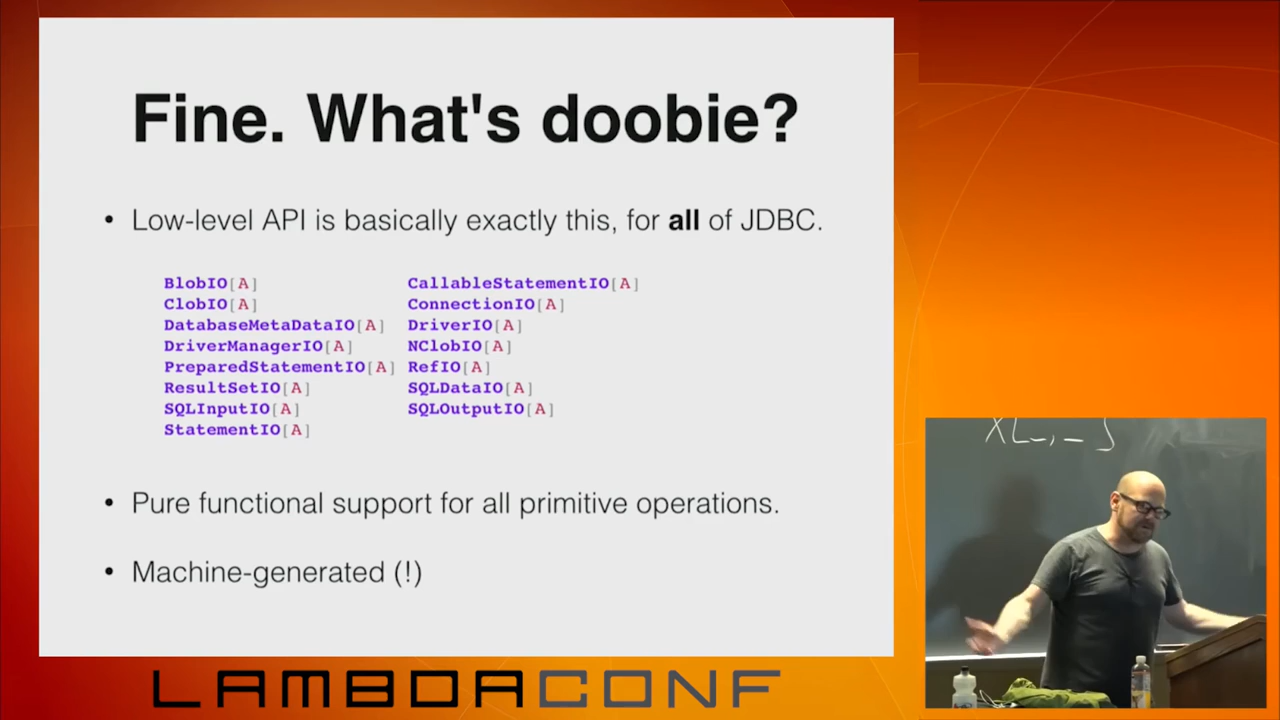 Fine. What's doobie?
• Low-level API is basically exactly this, for all of JDBC.
BlobIO[A] CallableStatementIO[A]
ClobIO[A] ConnectionIO[A]
DatabaseMetaDataIO[A] DriverIO[A]
DriverManagerIO[A] NClobIO[A]
PreparedStatementIO[A] RefIO[A]
ResultSetIO[A] SQLDataIO[A]
SQLInputIO[A] SQLOutputIO[A]
StatementIO[A]
• Pure functional support for all primitive operations.
• Machine-generated (!)
LAMBDACONF